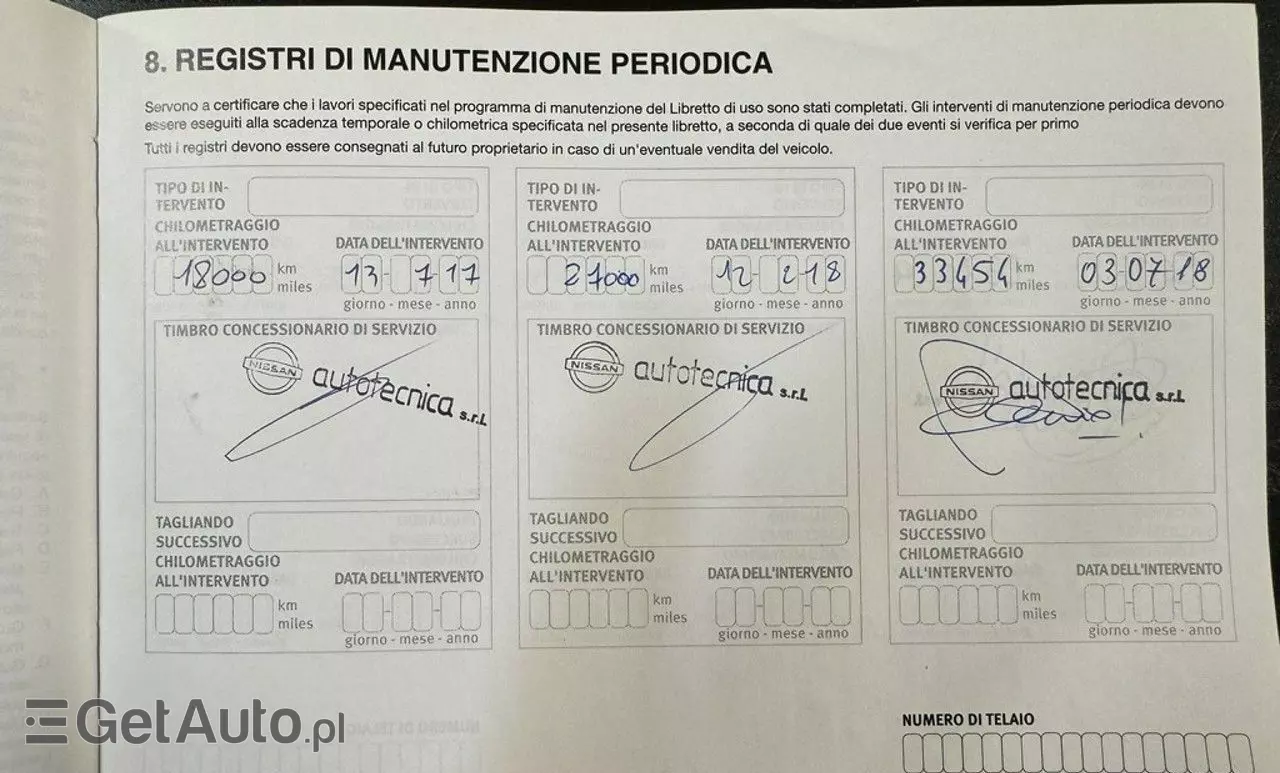 8. REGISTRI DI MANUTENZIONE PERIODICA
Servono a certificare che i lavori specificati nel programma di manutenzione del Libretto di uso sono stati completati. Gli interventi di manutenzione periodica devono
essere eseguiti alla scadenza temporale o chilometrica specificata nel presente libretto, a seconda di quale dei due eventi si verifica per primo
Tutti i registri devono essere consegnati al futuro proprietario in caso di un'eventuale vendita del veicolo.
TIPO DI IN-
TERVENTO
CHILOMETRAGGIO
ALL'INTERVENTO DATA DELL'INTERVENTO
18000 km miles 13-7-17
giorno - mese - anno
TIMBRO CONCESSIONARIO DI SERVIZIO
NISSAN autotecnica s.r.l.
TAGLIANDO
SUCCESSIVO
CHILOMETRAGGIO
ALL'INTERVENTO DATA DELL'INTERVENTO
km
miles
giorno - mese - anno
TIPO DI IN-
TERVENTO
CHILOMETRAGGIO
ALL'INTERVENTO DATA DELL'INTERVENTO
27000 km miles 12-2-18
giorno - mese - anno
TIMBRO CONCESSIONARIO DI SERVIZIO
NISSAN autotecnica s.r.l.
TAGLIANDO
SUCCESSIVO
CHILOMETRAGGIO
ALL'INTERVENTO DATA DELL'INTERVENTO
km
miles
giorno - mese - anno
TIPO DI IN-
TERVENTO
CHILOMETRAGGIO
ALL'INTERVENTO DATA DELL'INTERVENTO
33454 km miles 03-07-18
giorno - mese - anno
TIMBRO CONCESSIONARIO DI SERVIZIO
NISSAN autotecnica s.r.l.
TAGLIANDO
SUCCESSIVO
CHILOMETRAGGIO
ALL'INTERVENTO DATA DELL'INTERVENTO
km
miles
giorno - mese - anno
NUMERO DI TELAIO
GetAuto.pl